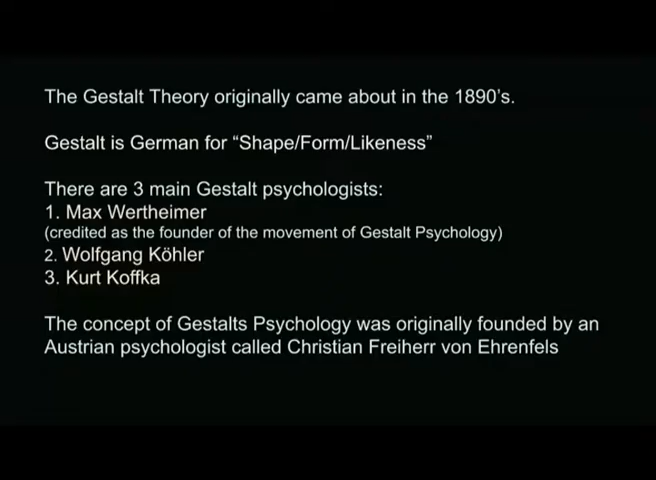 The Gestalt Theory originally came about in the 1890's.
Gestalt is German for “Shape/Form/Likeness”
There are 3 main Gestalt psychologists:
1. Max Wertheimer
(credited as the founder of the movement of Gestalt Psychology)
2. Wolfgang Köhler
3. Kurt Koffka
The concept of Gestalts Psychology was originally founded by an
Austrian psychologist called Christian Freiherr von Ehrenfels